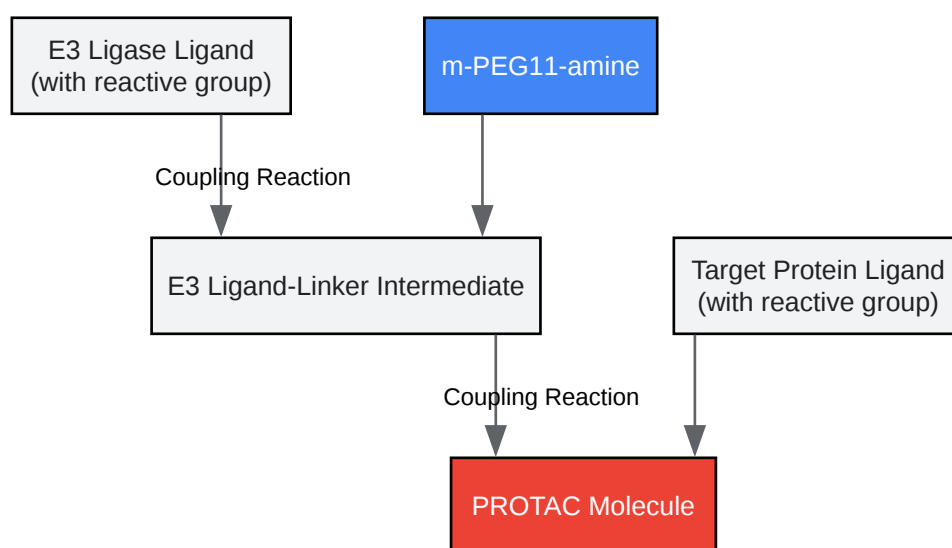 E3 Ligase Ligand
(with reactive group)
m-PEG11-amine
Coupling Reaction
E3 Ligand-Linker Intermediate
Target Protein Ligand
(with reactive group)
Coupling Reaction
PROTAC Molecule